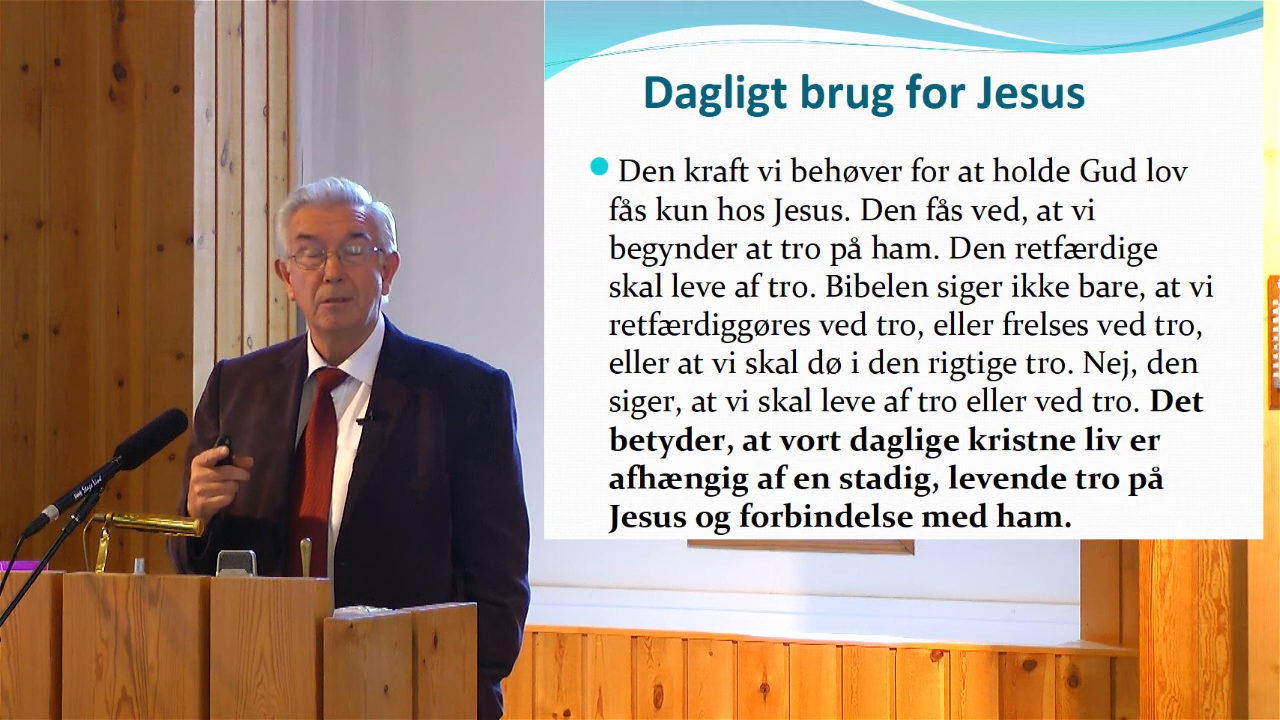 Dagligt brug for Jesus
Den kraft vi behøver for at holde Gud lov
fås kun hos Jesus. Den fås ved, at vi
begynder at tro på ham. Den retfærdige
skal leve af tro. Bibelen siger ikke bare, at vi
retfærdiggøres ved tro, eller frelses ved tro,
eller at vi skal dø i den rigtige tro. Nej, den
siger, at vi skal leve af tro eller ved tro. Det
betyder, at vort daglige kristne liv er
afhængig af en stadig, levende tro på
Jesus og forbindelse med ham.